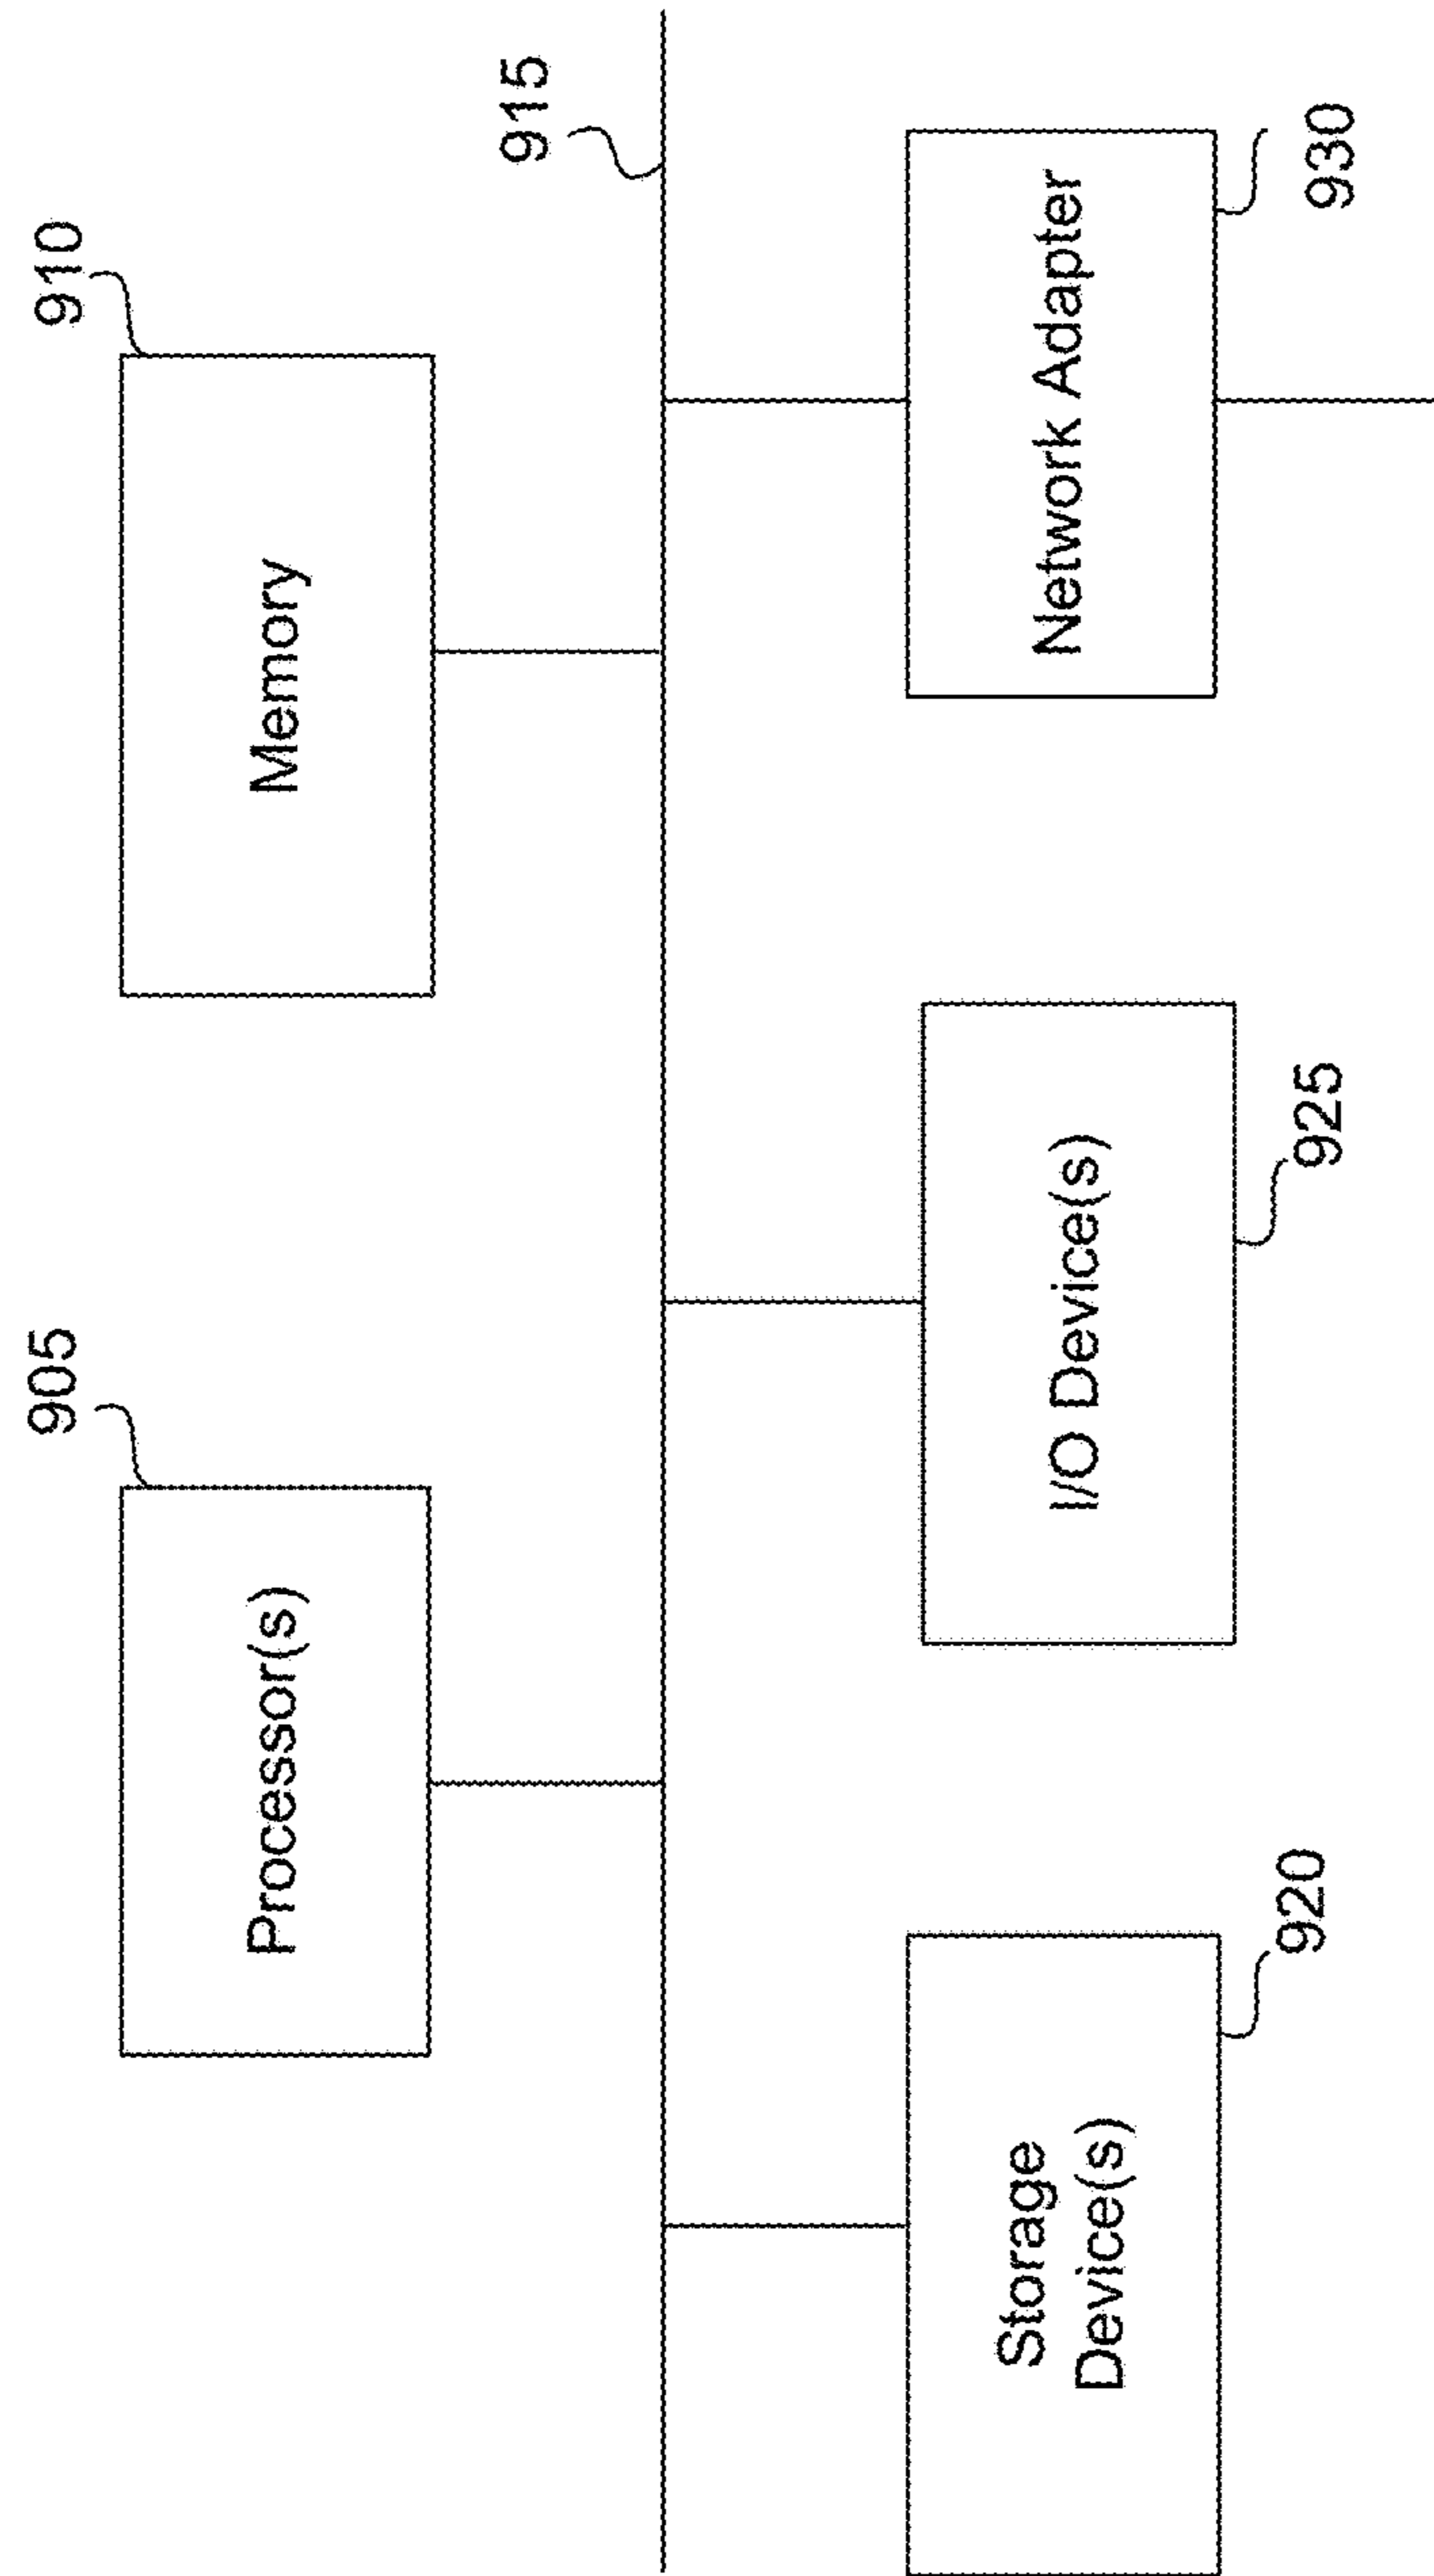 905
910
Processor(s)
Memory
915
Storage
Device(s)
I/O Device(s)
Network Adapter
920
925
930